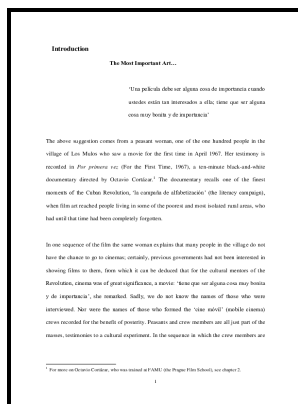 Introduction
The Most Important Art…
'Una película debe ser alguna cosa de importancia cuando
ustedes están tan interesados a ella; tiene que ser alguna
cosa muy bonita y de importancia'
The above suggestion comes from a peasant woman, one of the one hundred people in the
village of Los Mulos who saw a movie for the first time in April 1967. Her testimony is
recorded in Por primera vez (For the First Time, 1967), a ten-minute black-and-white
documentary directed by Octavio Cortázar.¹ The documentary recalls one of the finest
moments of the Cuban Revolution, 'la campaña de alfabetización' (the literacy campaign),
when film art reached people living in some of the poorest and most isolated rural areas, who
had until that time had been completely forgotten.
In one sequence of the film the same woman explains that many people in the village do not
have the chance to go to cinemas; certainly, previous governments had not been interested in
showing films to them, from which it can be deduced that for the cultural mentors of the
Revolution, cinema was of great significance, a movie: 'tiene que ser alguna cosa muy bonita
y de importancia', she remarked. Sadly, we do not know the names of those who were
interviewed. Nor were the names of those who formed the 'cine móvil' (mobile cinema)
crews recorded for the benefit of posterity. Peasants and crew members are all just part of the
masses, testimonies to a cultural experiment. In the sequence in which the crew members are
¹ For more on Octavio Cortázar, who was trained at FAMU (the Prague Film School), see chapter 2.
1